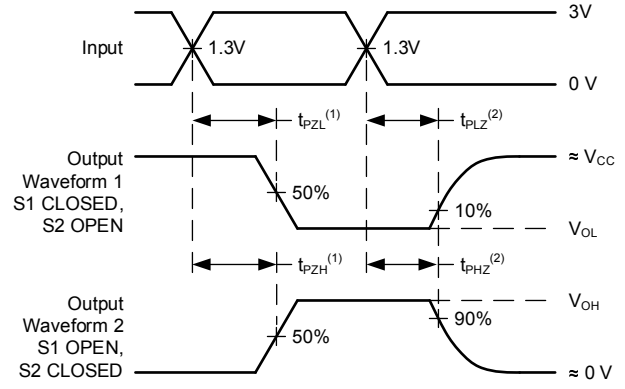 3V
Input
1.3V
1.3V
0 V
tPZL(1)
tPLZ(2)
Output
Waveform 1
S1 CLOSED,
S2 OPEN
≈ VCC
50%
10%
VOL
tPZH(1)
tPHZ(2)
Output
Waveform 2
S1 OPEN,
S2 CLOSED
VOH
50%
90%
≈ 0 V